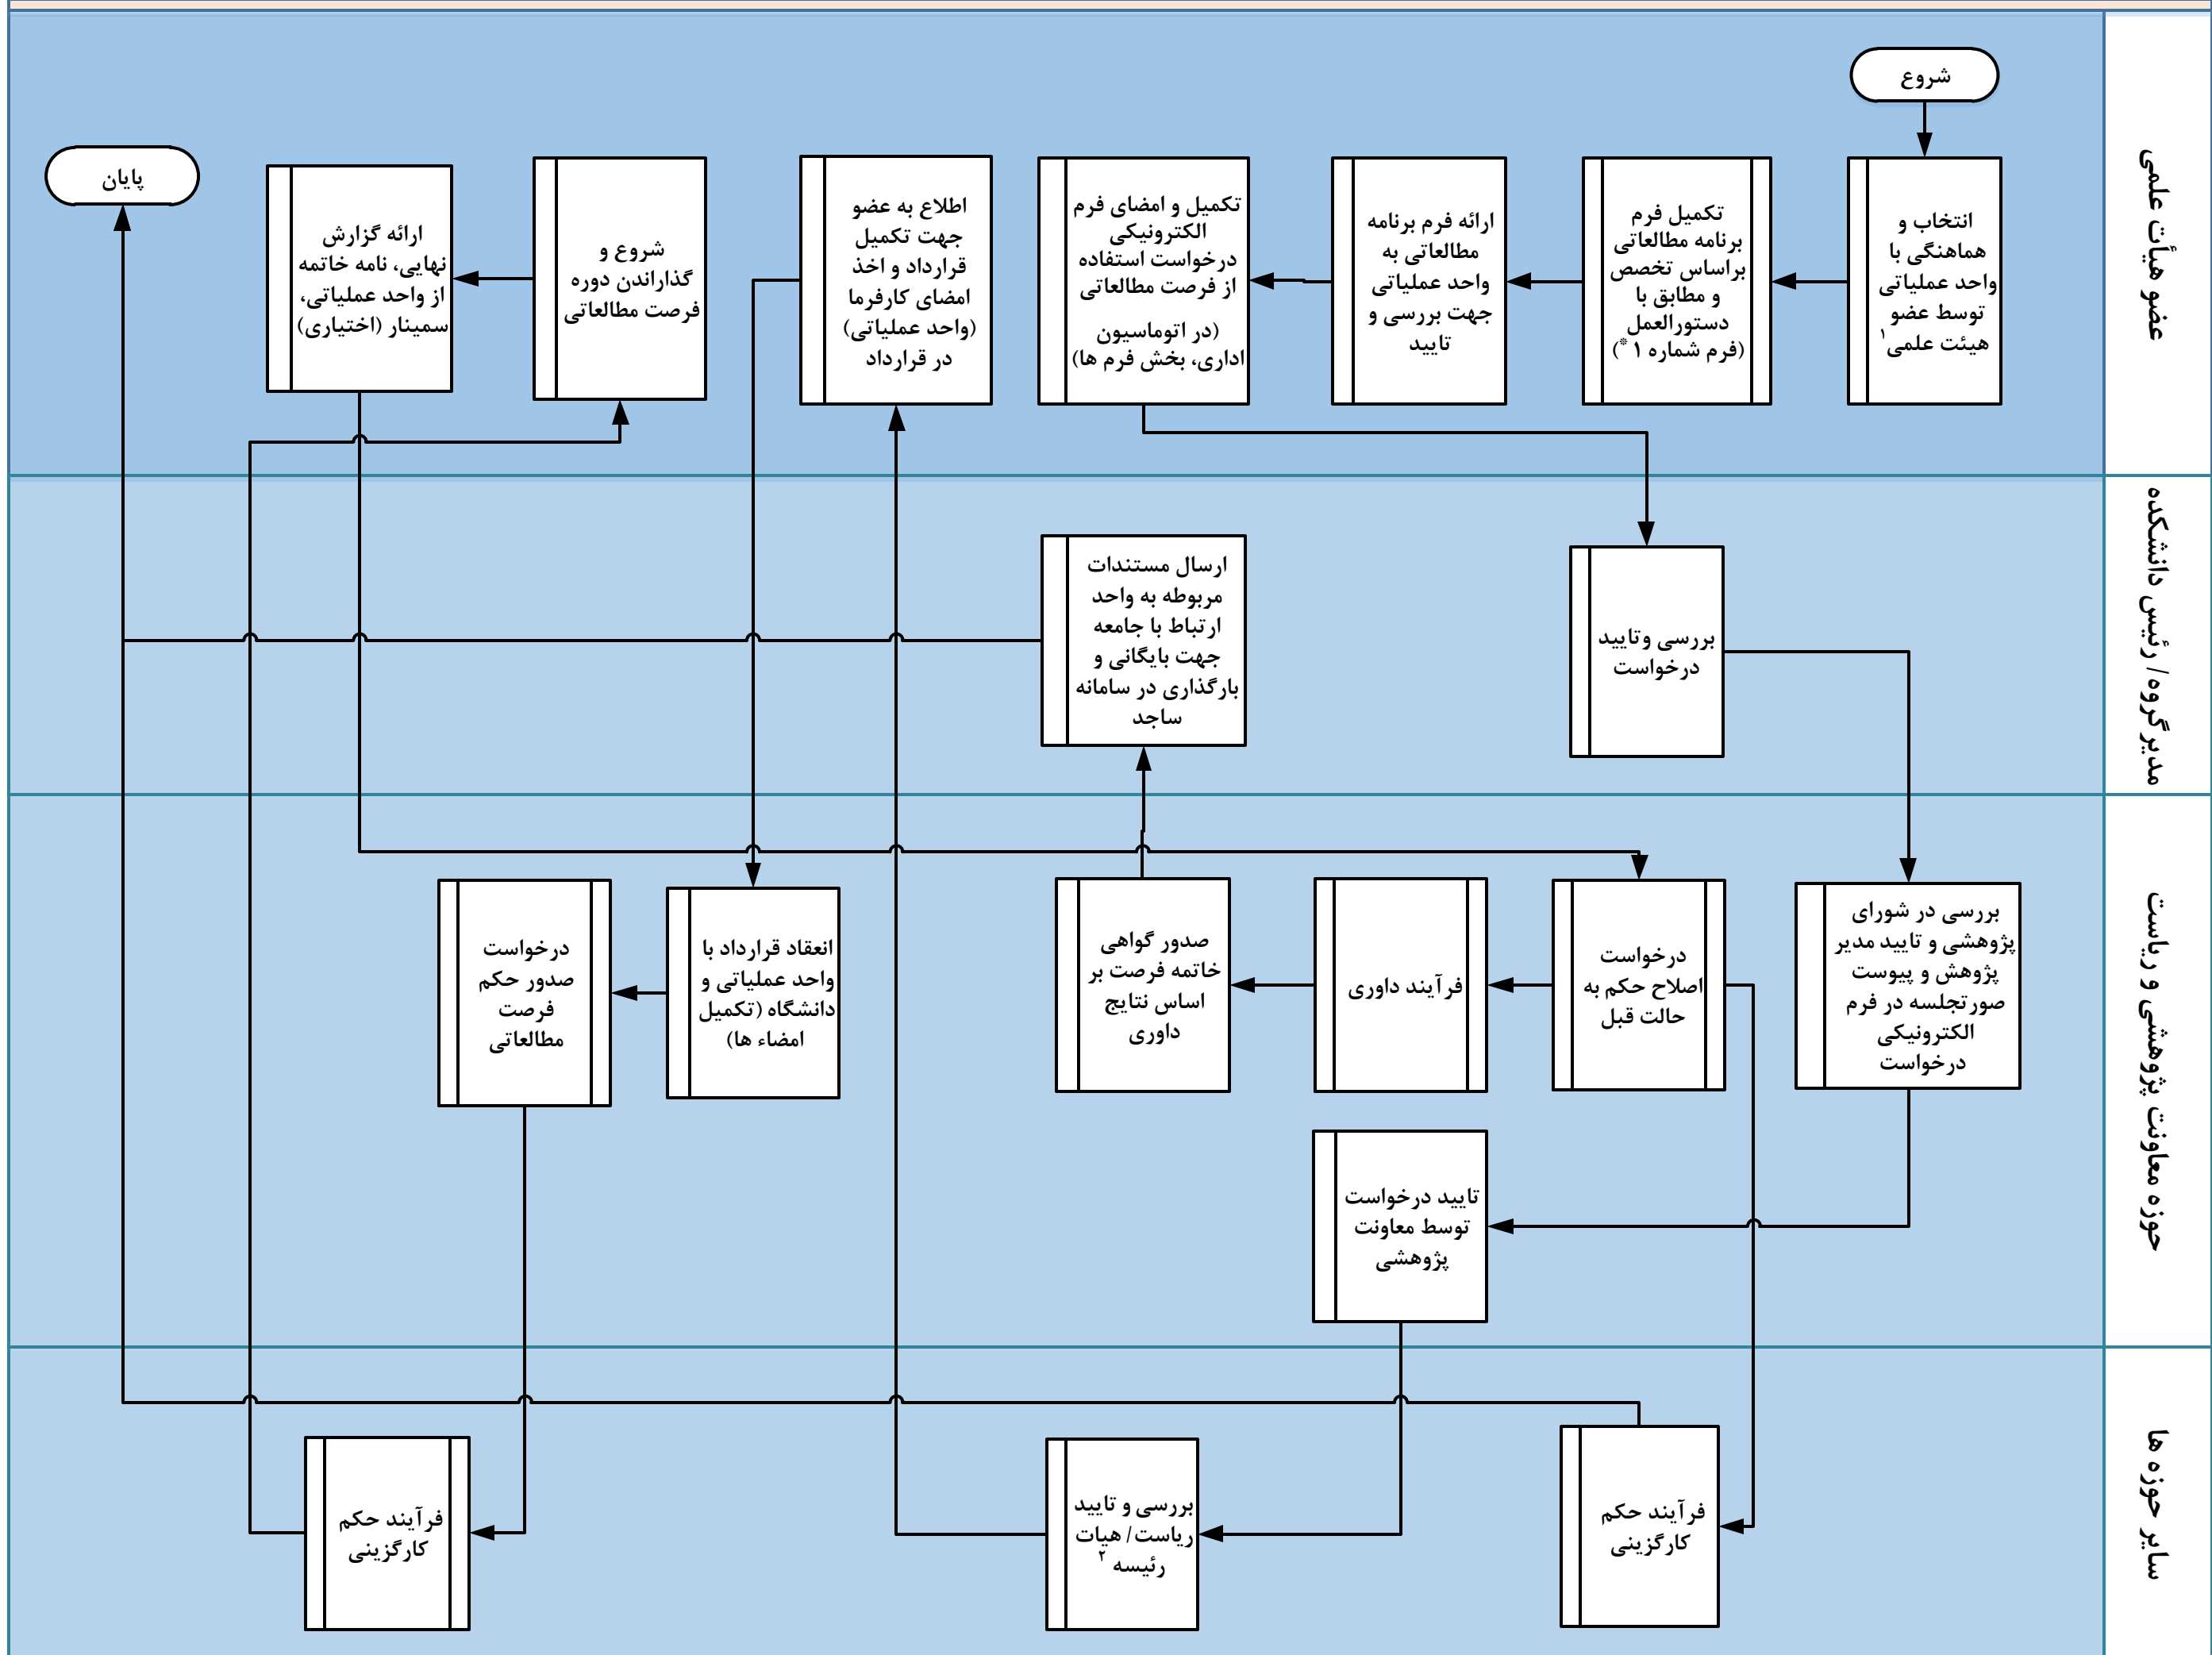 عضو هیأت علمی
شروع
انتخاب و
هماهنگی با
واحد عملیاتی
توسط عضو
هیئت علمی۱
تکمیل فرم
برنامه مطالعاتی
براساس تخصص
و مطابق با
دستورالعمل
(فرم شماره ۱ *)
ارائه فرم برنامه
مطالعاتی به
واحد عملیاتی
جهت بررسی و
تایید
تکمیل و امضای فرم
الکترونیکی
درخواست استفاده
از فرصت مطالعاتی
(در اتوماسیون
اداری، بخش فرم ها)
اطلاع به عضو
جهت تکمیل
قرارداد و اخذ
امضای کارفرما
(واحد عملیاتی)
در قرارداد
شروع و
گذاراندن دوره
فرصت مطالعاتی
ارائه گزارش
نهایی، نامه خاتمه
از واحد عملیاتی،
سمینار (اختیاری)
پایان
مدیرگروه/ رئیس دانشکده
بررسی وتایید
درخواست
ارسال مستندات
مربوطه به واحد
ارتباط با جامعه
جهت بایگانی و
بارگذاری در سامانه
ساجد
حوزه معاونت پژوهشی و ریاست
بررسی در شورای
پژوهشی و تایید مدیر
پژوهش و پیوست
صورتجلسه در فرم
الکترونیکی
درخواست
درخواست
اصلاح حکم به
حالت قبل
فرآیند داوری
صدور گواهی
خاتمه فرصت بر
اساس نتایج
داوری
انعقاد قرارداد با
واحد عملیاتی و
دانشگاه (تکمیل
امضاء ها)
درخواست
صدور حکم
فرصت
مطالعاتی
تایید درخواست
توسط معاونت
پژوهشی
سایر حوزه ها
فرآیند حکم
کارگزینی
بررسی و تایید
ریاست/ هیات
رئیسه ۲
فرآیند حکم
کارگزینی